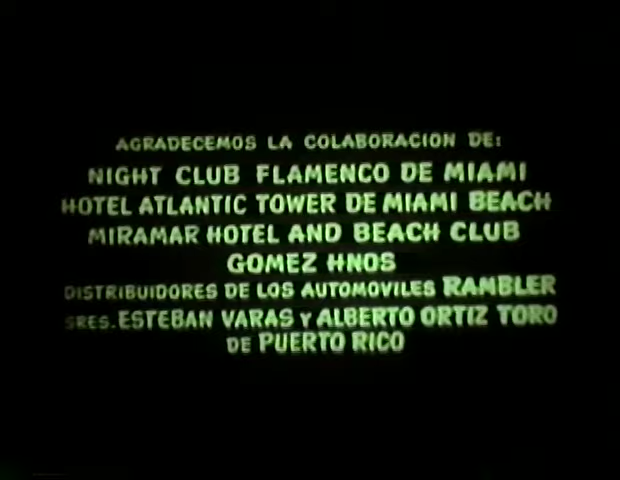 AGRADECEMOS LA COLABORACION DE:
NIGHT CLUB FLAMENCO DE MIAMI
HOTEL ATLANTIC TOWER DE MIAMI BEACH
MIRAMAR HOTEL AND BEACH CLUB
GOMEZ HNOS
DISTRIBUIDORES DE LOS AUTOMOVILES RAMBLER
SRES. ESTEBAN VARAS Y ALBERTO ORTIZ TORO
DE PUERTO RICO